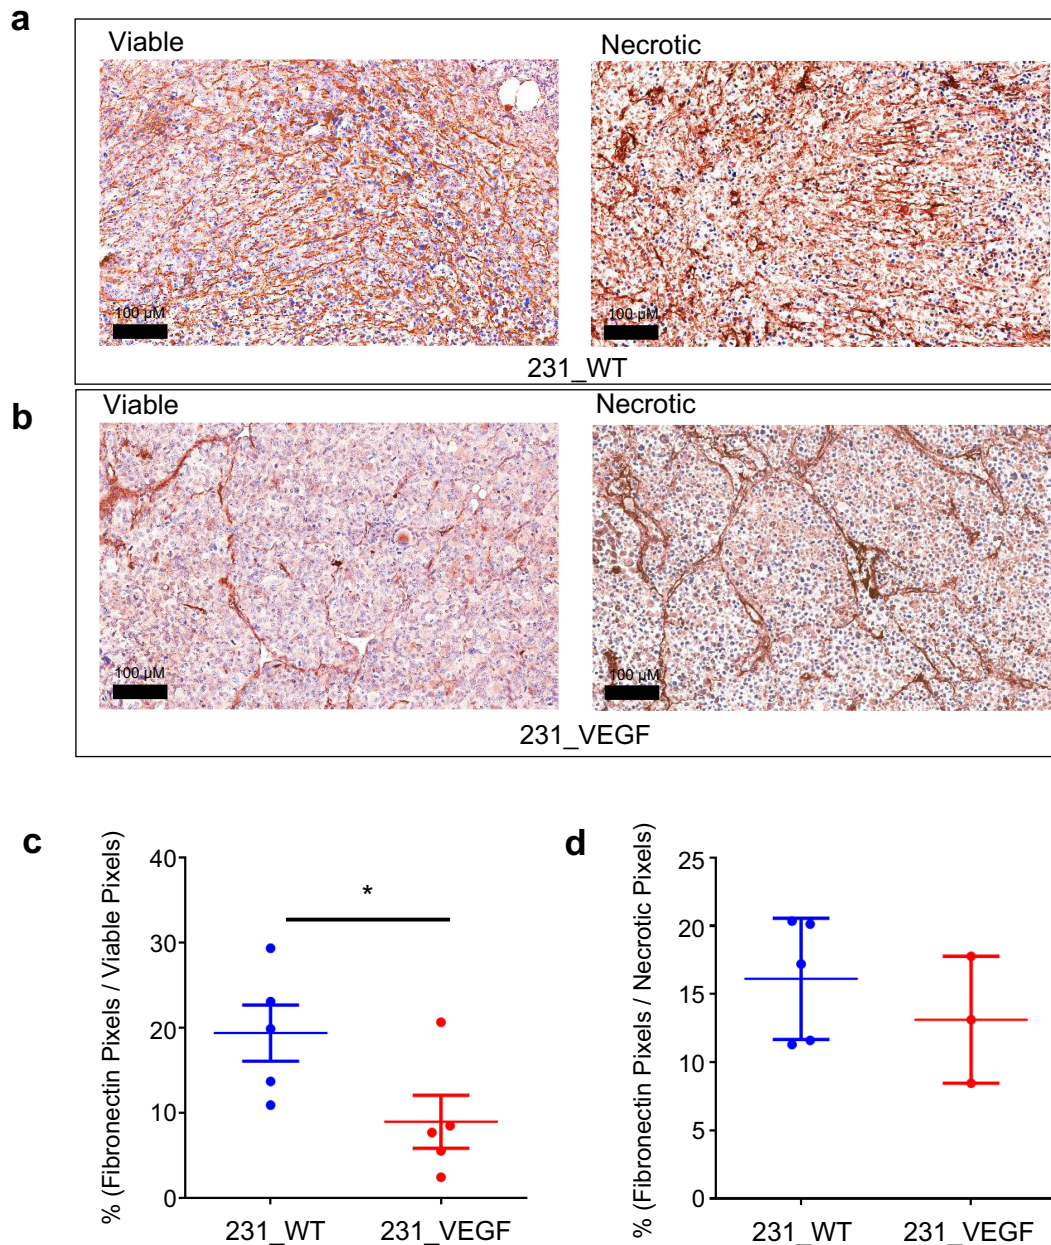 a
Viable
Necrotic
100 µM
100 µM
231_WT
b
Viable
Necrotic
100 µM
100 µM
231_VEGF
c
% (Fibronectin Pixels / Viable Pixels)
40
30
20
10
0
*
231_WT
231_VEGF
d
% (Fibronectin Pixels / Necrotic Pixels)
25
20
15
10
5
0
231_WT
231_VEGF